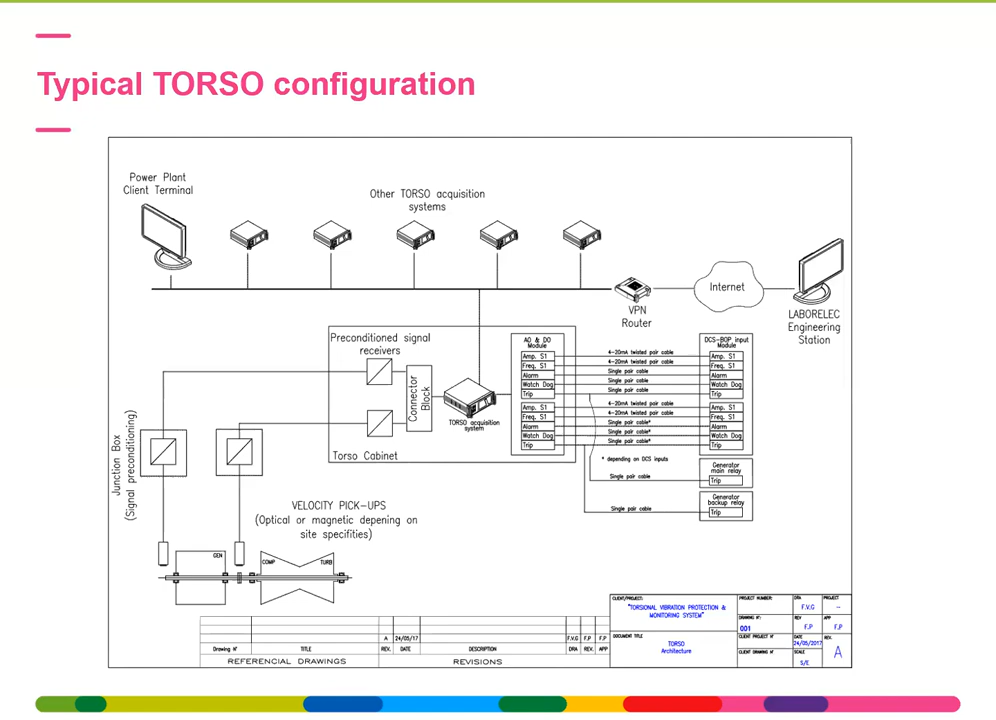 Typical TORSO configuration
Power Plant
Client Terminal
Other TORSO acquisition
systems
Internet
VPN
Router
LABORELEC
Engineering
Station
Preconditioned signal
receivers
Connector
Block
TORSO acquisition
system
Torso Cabinet
AO & DO
Module
Amp. S1
Freq. S1
Alarm
Watch Dog
Trip
Amp. S1
Freq. S1
Alarm
Watch Dog
Trip
4-20mA twisted pair cable
4-20mA twisted pair cable
Single pair cable
Single pair cable
Single pair cable
4-20mA twisted pair cable
4-20mA twisted pair cable
Single pair cable*
Single pair cable*
Single pair cable*
* depending on DCS inputs
Single pair cable
Single pair cable
DCS-BOP input
Module
Amp. S1
Freq. S1
Alarm
Watch Dog
Trip
Amp. S1
Freq. S1
Alarm
Watch Dog
Trip
Generator
main relay
Trip
Generator
backup relay
Trip
Junction Box
(Signal preconditioning)
VELOCITY PICK-UPS
(Optical or magnetic depening on
site specifities)
GEN
COMP
TURB
CLIENT/PROJECT:
"TORSIONAL VIBRATION PROTECTION &
MONITORING SYSTEM"
DOCUMENT TITLE
TORSO
Architecture
PROJECT NUMBER:
DRAWING N°:
001
CLIENT PROJECT N°
CLIENT DRAWING N°
DRA
F.V.G
REV
F.P
DATE
24/05/2017
SCALE
S/E
PROJECT
--
APP
F.P
REV.
A
A 24/05/17 F.V.G F.P F.P
Drawing N° TITLE REV. DATE DESCRIPTION DRA REV. APP
REFERENCIAL DRAWINGS REVISIONS